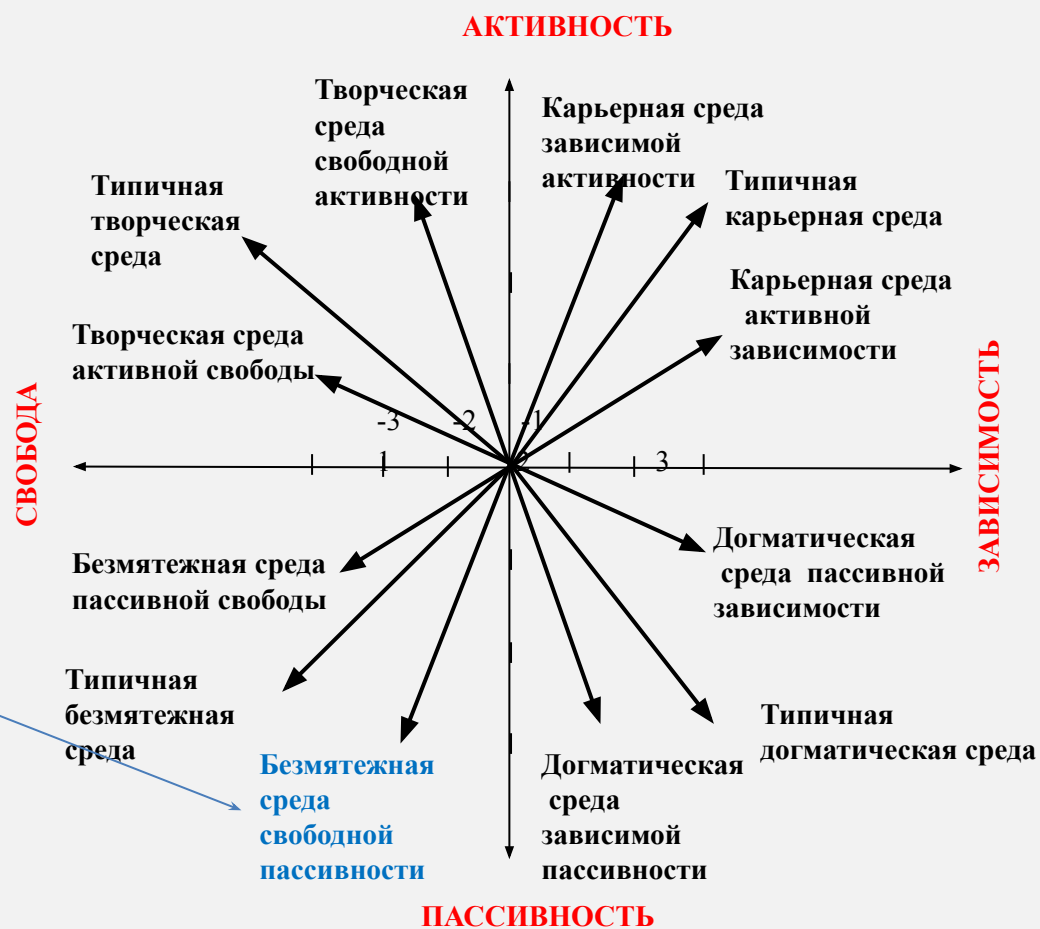 АКТИВНОСТЬ
Творческая
среда
свободной
активности
Карьерная среда
зависимой
активности
Типичная
творческая
среда
Типичная
карьерная среда
Карьерная среда
активной
зависимости
Творческая среда
активной свободы
СВОБОДА
ЗАВИСИМОСТЬ
-3 -2 -1
1 2 3
Безмятежная среда
пассивной свободы
Догматическая
среда пассивной
зависимости
Типичная
безмятежная
среда
Типичная
догматическая среда
Безмятежная
среда
свободной
пассивности
Догматическая
среда
зависимой
пассивности
ПАССИВНОСТЬ